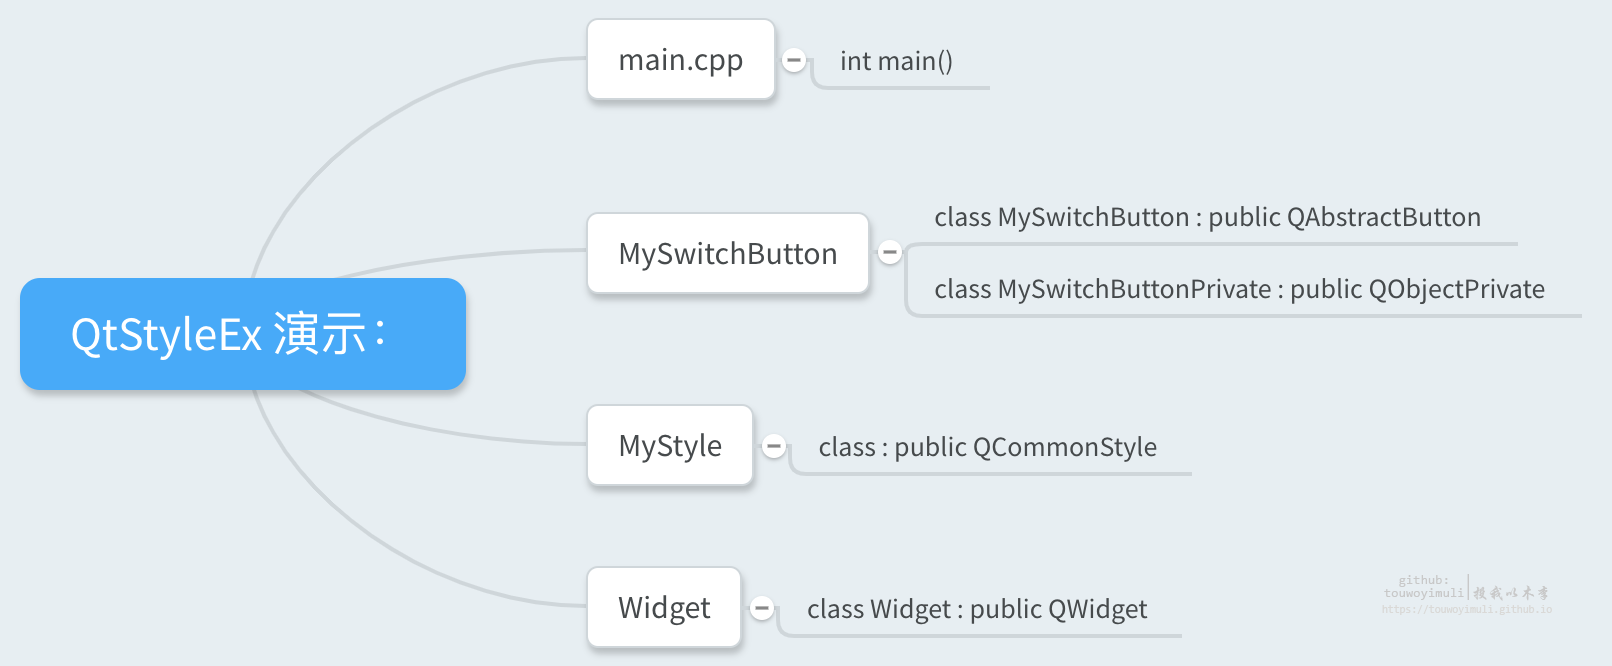 QtStyleEx 演示：
main.cpp
int main()
MySwitchButton
class MySwitchButton : public QAbstractButton
class MySwitchButtonPrivate : public QObjectPrivate
MyStyle
class : public QCommonStyle
Widget
class Widget : public QWidget
github:
touwoyimuli
投我以木李
https://touwoyimuli.github.io